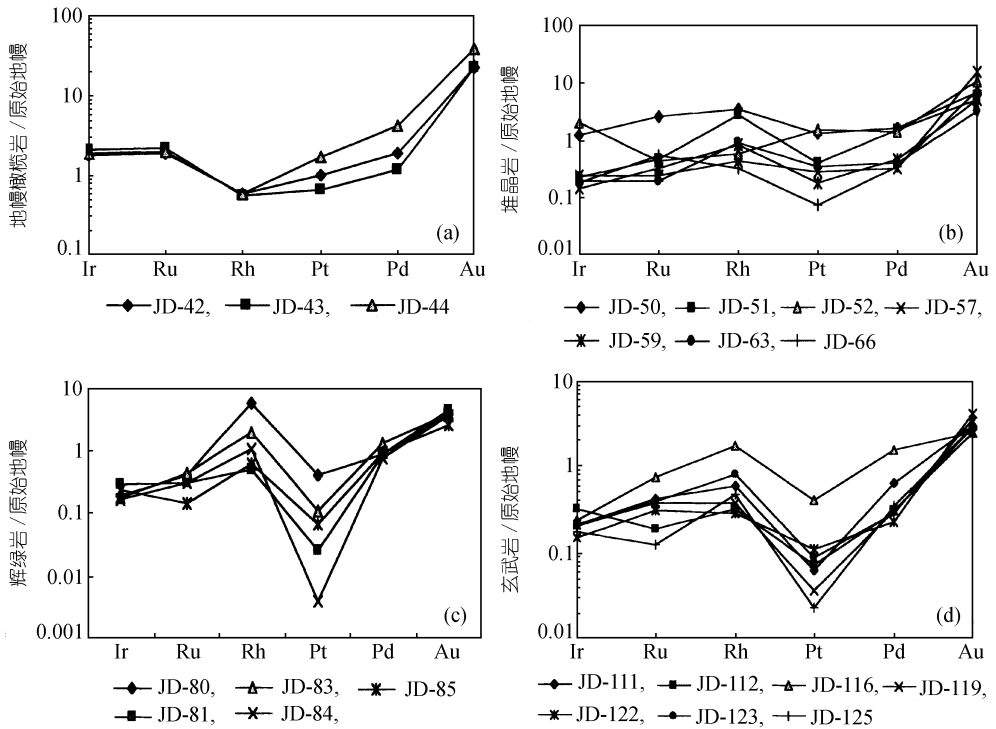 地幔橄榄岩 / 原始地幔
100
10
1
0.1
(a)
Ir Ru Rh Pt Pd Au
JD-42, JD-43, JD-44
堆晶岩 / 原始地幔
100
10
1
0.1
0.01
(b)
Ir Ru Rh Pt Pd Au
JD-50, JD-51, JD-52, JD-57,
JD-59, JD-63, JD-66
辉绿岩 / 原始地幔
10
1
0.1
0.01
0.001
(c)
Ir Ru Rh Pt Pd Au
JD-80, JD-83, JD-85
JD-81, JD-84,
玄武岩 / 原始地幔
10
1
0.1
0.01
(d)
Ir Ru Rh Pt Pd Au
JD-111, JD-112, JD-116, JD-119,
JD-122, JD-123, JD-125